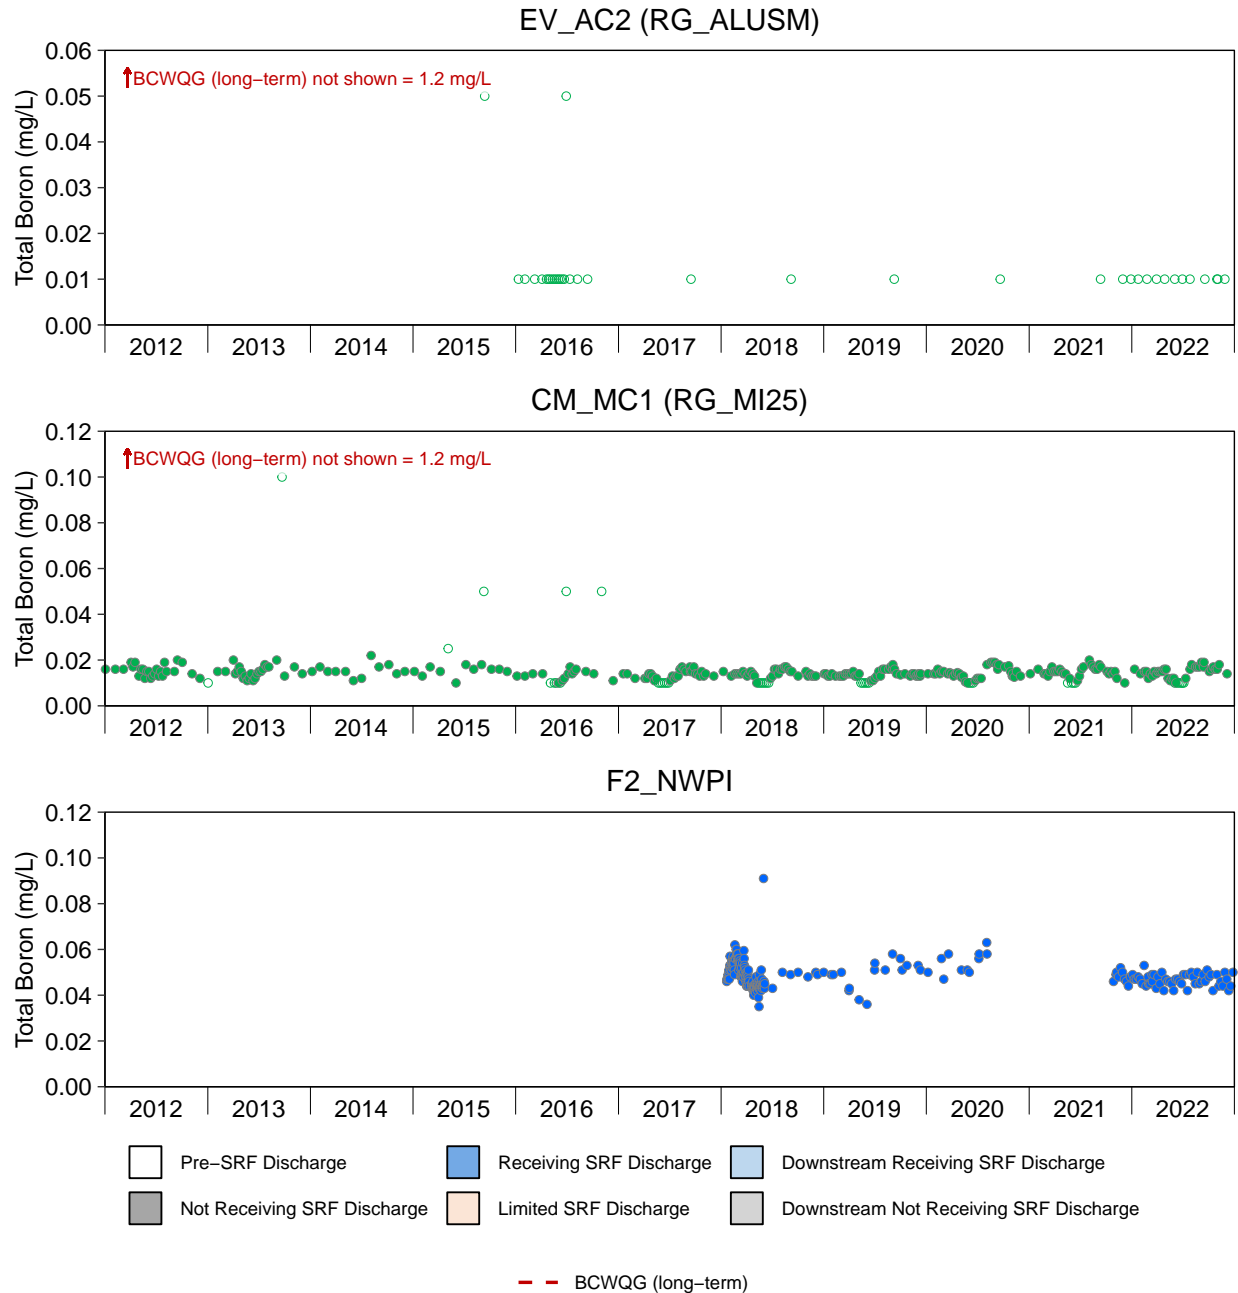 EV_AC2 (RG_ALUSM)
Total Boron (mg/L)
0.06
0.05
0.04
0.03
0.02
0.01
0.00
BCWQG (long−term) not shown = 1.2 mg/L
2012 2013 2014 2015 2016 2017 2018 2019 2020 2021 2022
CM_MC1 (RG_MI25)
Total Boron (mg/L)
0.12
0.10
0.08
0.06
0.04
0.02
0.00
BCWQG (long−term) not shown = 1.2 mg/L
2012 2013 2014 2015 2016 2017 2018 2019 2020 2021 2022
F2_NWPI
Total Boron (mg/L)
0.12
0.10
0.08
0.06
0.04
0.02
0.00
2012 2013 2014 2015 2016 2017 2018 2019 2020 2021 2022
Pre−SRF Discharge Receiving SRF Discharge Downstream Receiving SRF Discharge
Not Receiving SRF Discharge Limited SRF Discharge Downstream Not Receiving SRF Discharge
BCWQG (long−term)